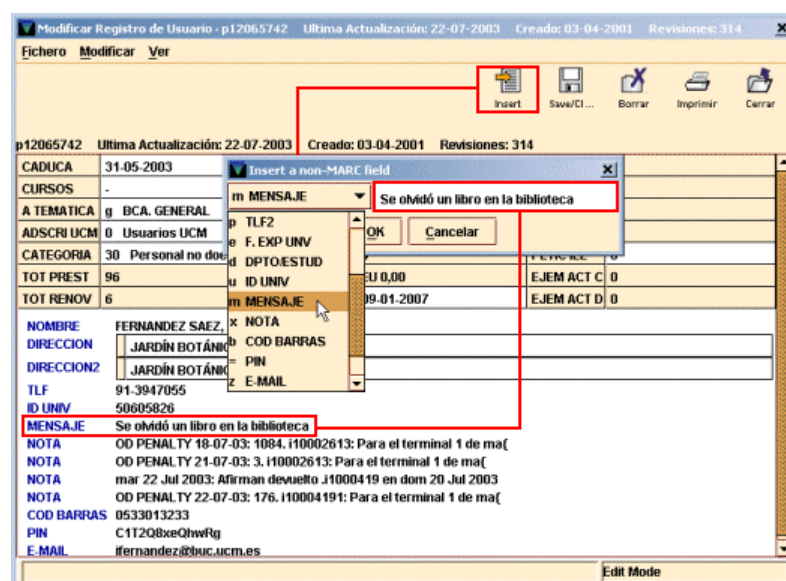 Modificar Registro de Usuario - p12065742 Ultima Actualización: 22-07-2003 Creado: 03-04-2001 Revisiones: 314
Fichero Modificar Ver
Insert Save/Cl... Borrar Imprimir Cerrar
p12065742 Ultima Actualización: 22-07-2003 Creado: 03-04-2001 Revisiones: 314
CADUCA 31-05-2003
Insert a non-MARC field
CURSOS -
m MENSAJE Se olvidó un libro en la biblioteca
A TEMATICA g BCA. GENERAL
p TLF2
ADSCRI UCM 0 Usuarios UCM
e F. EXP UNV OK Cancelar
CATEGORIA 30 Personal no do
d DPTO/ESTUD
TOT PREST 96 EU 0,00 EJEM ACT C 0
u ID UNIV
TOT RENOV 6 09-01-2007 EJEM ACT D 0
m MENSAJE
x NOTA
b COD BARRAS
= PIN
z E-MAIL
NOMBRE FERNANDEZ SAEZ,
DIRECCION JARDÍN BOTÁNI
DIRECCION2 JARDÍN BOTÁNI
TLF 91-3947055
ID UNIV 50605826
MENSAJE Se olvidó un libro en la biblioteca
NOTA OD PENALTY 18-07-03: 1084. i10002613: Para el terminal 1 de ma{
NOTA OD PENALTY 21-07-03: 3. i10002613: Para el terminal 1 de ma{
NOTA mar 22 Jul 2003: Afirman devuelto .i1000419 en dom 20 Jul 2003
NOTA OD PENALTY 22-07-03: 176. i10004191: Para el terminal 1 de ma{
COD BARRAS 0533013233
PIN C1T2Q8xeQhwRg
E-MAIL ifernandez@buc.ucm.es
Edit Mode